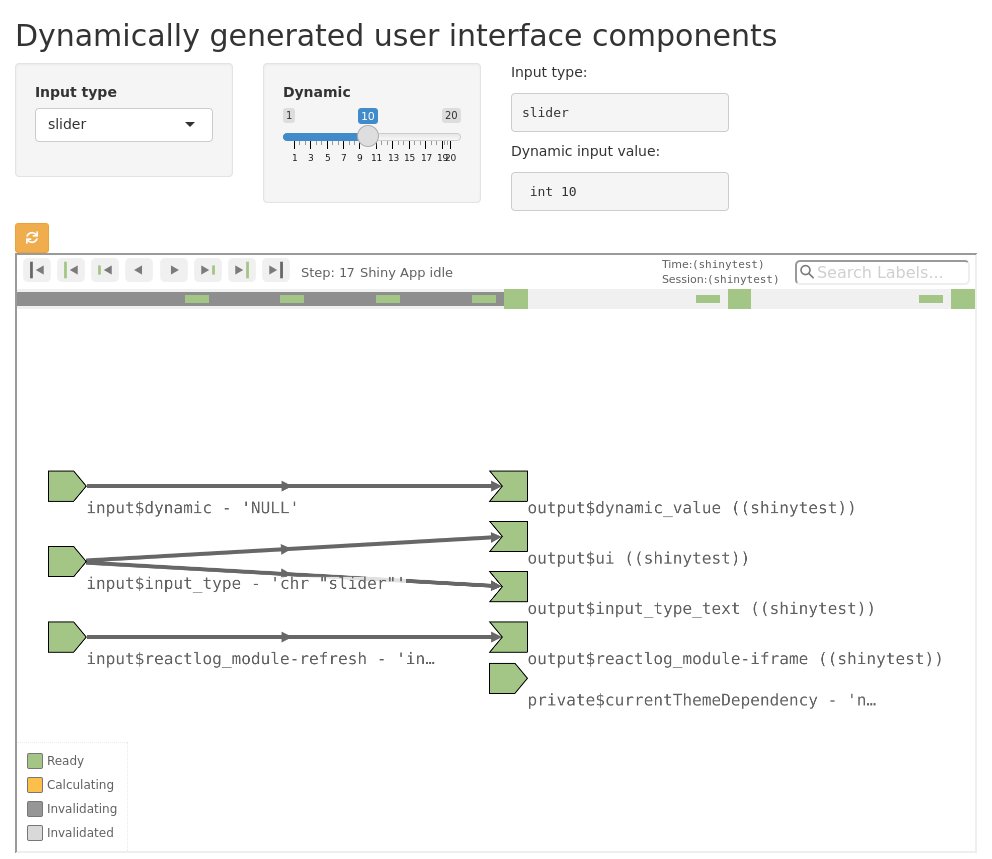 Dynamically generated user interface components
Input type
slider
Dynamic
1 10 20
1 3 5 7 9 11 13 15 17 19 20
Input type:
slider
Dynamic input value:
int 10
Step: 17 Shiny App idle
Time:(shinytest)
Session:(shinytest)
Search Labels...
input$dynamic - 'NULL'
output$dynamic_value ((shinytest))
output$ui ((shinytest))
input$input_type - 'chr "slider"'
output$input_type_text ((shinytest))
input$reactlog_module-refresh - 'in…
output$reactlog_module-iframe ((shinytest))
private$currentThemeDependency - 'n…
Ready
Calculating
Invalidating
Invalidated